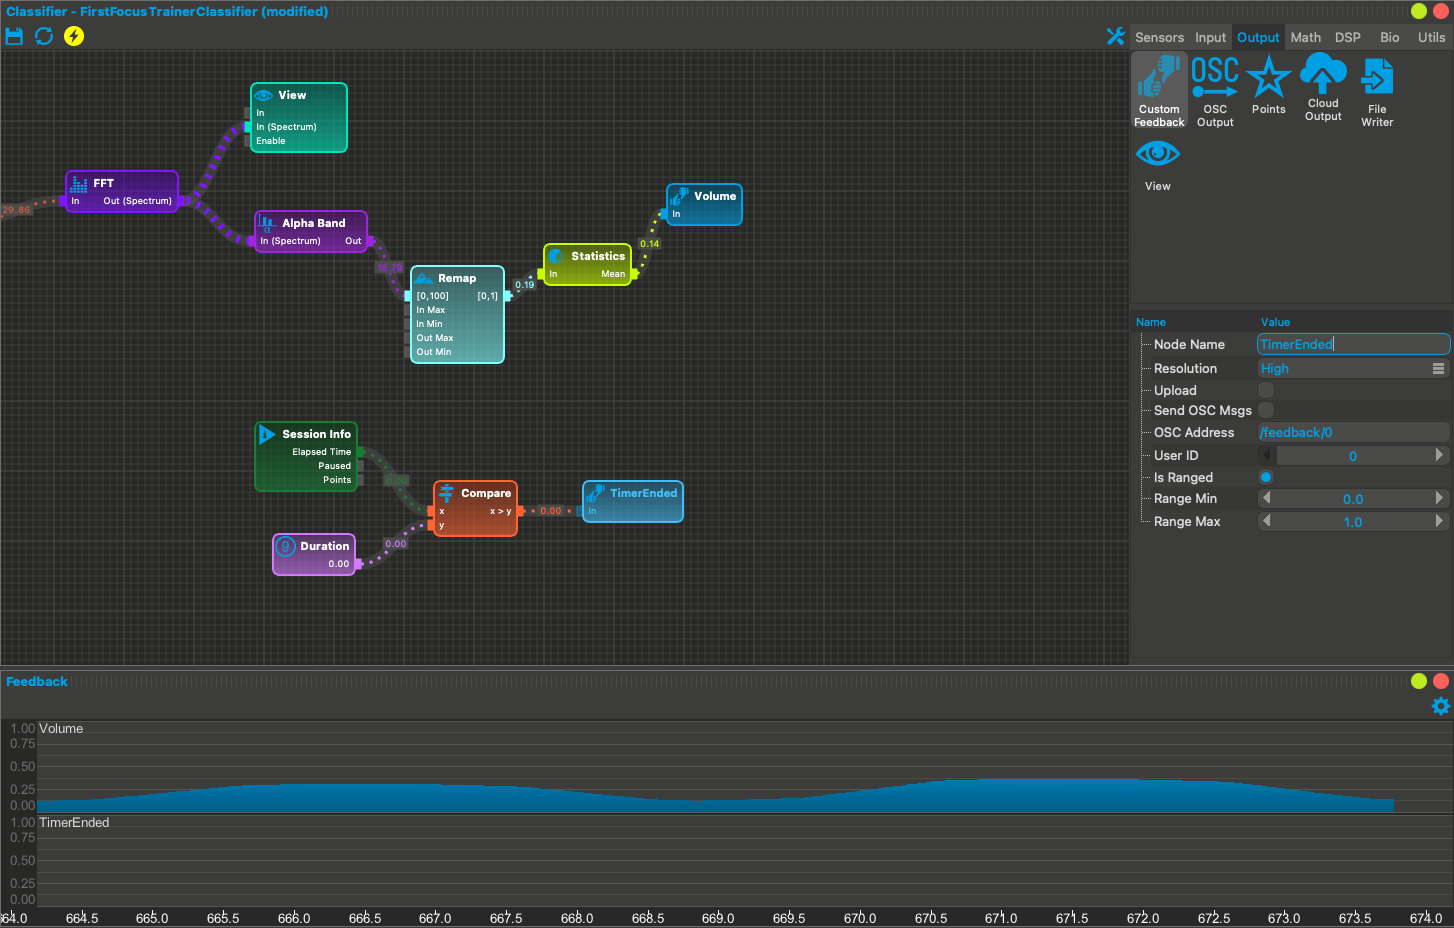 Classifier - FirstFocusTrainerClassifier (modified)
Sensors Input Output Math DSP Bio Utils
Custom Feedback
OSC
OSC Output
Points
Cloud Output
File Writer
View
View
In
In (Spectrum)
Enable
FFT
In Out (Spectrum)
29.86
Alpha Band
In (Spectrum) Out
Remap
[0,100] [0,1]
In Max
In Min
Out Max
Out Min
0.19
Statistics
In Mean
0.14
Volume
In
Session Info
Elapsed Time
Paused
Points
0.00
Compare
x x > y
y
0.00
TimerEnded
In
9 Duration
0.00
0.00
Name Value
Node Name TimerEnded
Resolution High
Upload
Send OSC Msgs
OSC Address /feedback/0
User ID 0
Is Ranged
Range Min 0.0
Range Max 1.0
Feedback
1.00 Volume
0.75
0.50
0.25
0.00
1.00 TimerEnded
0.75
0.50
0.25
0.00
64.0 664.5 665.0 665.5 666.0 666.5 667.0 667.5 668.0 668.5 669.0 669.5 670.0 670.5 671.0 671.5 672.0 672.5 673.0 673.5 674.0